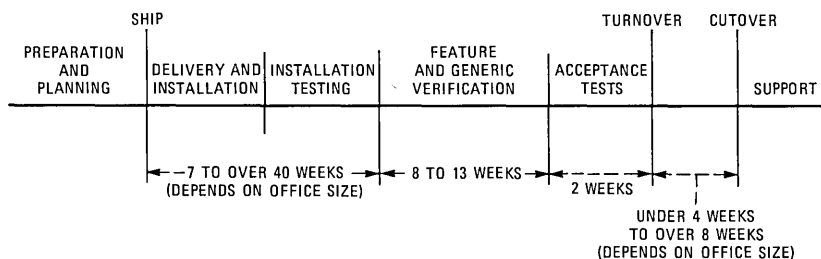 SHIP
TURNOVER
CUTOVER
PREPARATION
AND
PLANNING
DELIVERY AND
INSTALLATION
INSTALLATION
TESTING
FEATURE
AND GENERIC
VERIFICATION
ACCEPTANCE
TESTS
SUPPORT
7 TO OVER 40 WEEKS
(DEPENDS ON OFFICE SIZE)
8 TO 13 WEEKS
2 WEEKS
UNDER 4 WEEKS
TO OVER 8 WEEKS
(DEPENDS ON OFFICE SIZE)